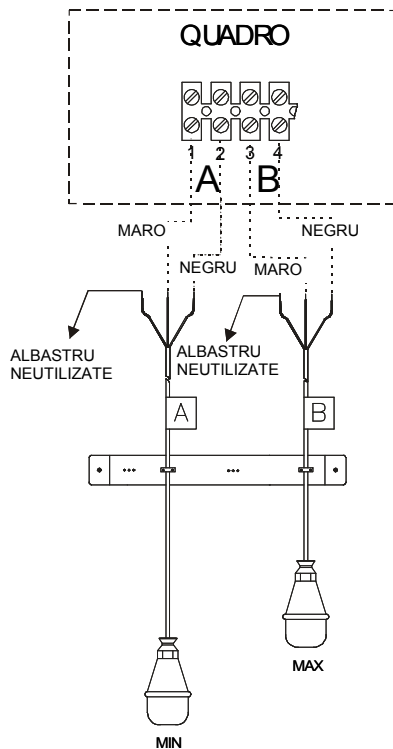 QUADRO
1 2 3 4
A B
MARO
NEGRU
NEGRU
MARO
ALBASTRU
NEUTILIZATE
ALBASTRU
NEUTILIZATE
A
B
MAX
MIN